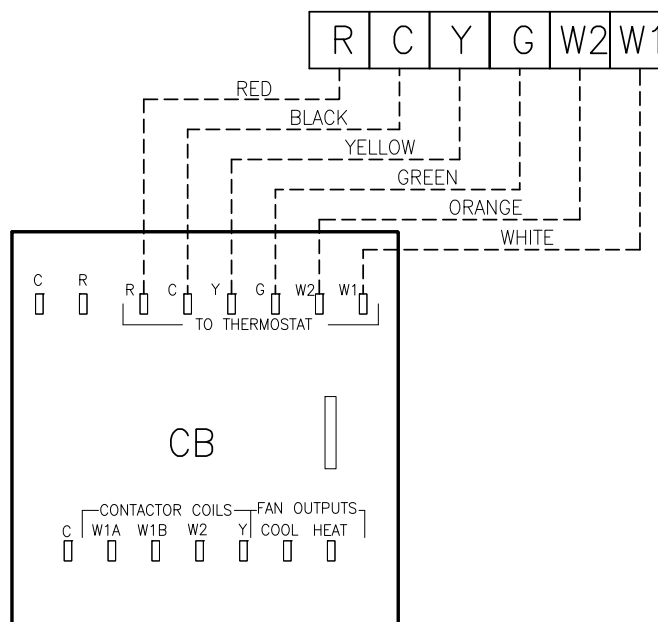 R C Y G W2 W1
RED
BLACK
YELLOW
GREEN
ORANGE
WHITE
C R R C Y G W2 W1
TO THERMOSTAT
CB
CONTACTOR COILS FAN OUTPUTS
C W1A W1B W2 Y COOL HEAT